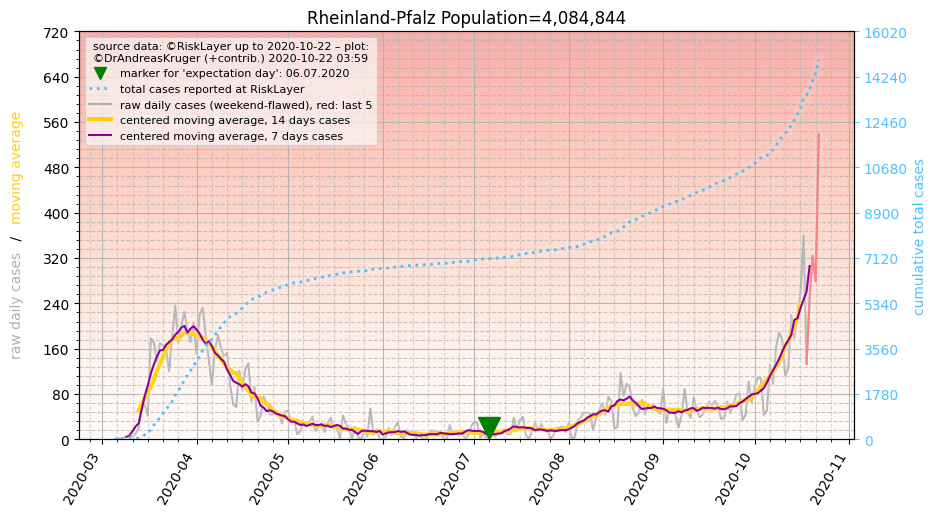 Rheinland-Pfalz Population=4,084,844
source data: ©RiskLayer up to 2020-10-22 – plot:
©DrAndreasKruger (+contrib.) 2020-10-22 03:59
marker for 'expectation day': 06.07.2020
total cases reported at RiskLayer
raw daily cases (weekend-flawed), red: last 5
centered moving average, 14 days cases
centered moving average, 7 days cases
raw daily cases / moving average
720
640
560
480
400
320
240
160
80
0
16020
14240
12460
10680
8900
7120
5340
3560
1780
0
cumulative total cases
2020-03
2020-04
2020-05
2020-06
2020-07
2020-08
2020-09
2020-10
2020-11